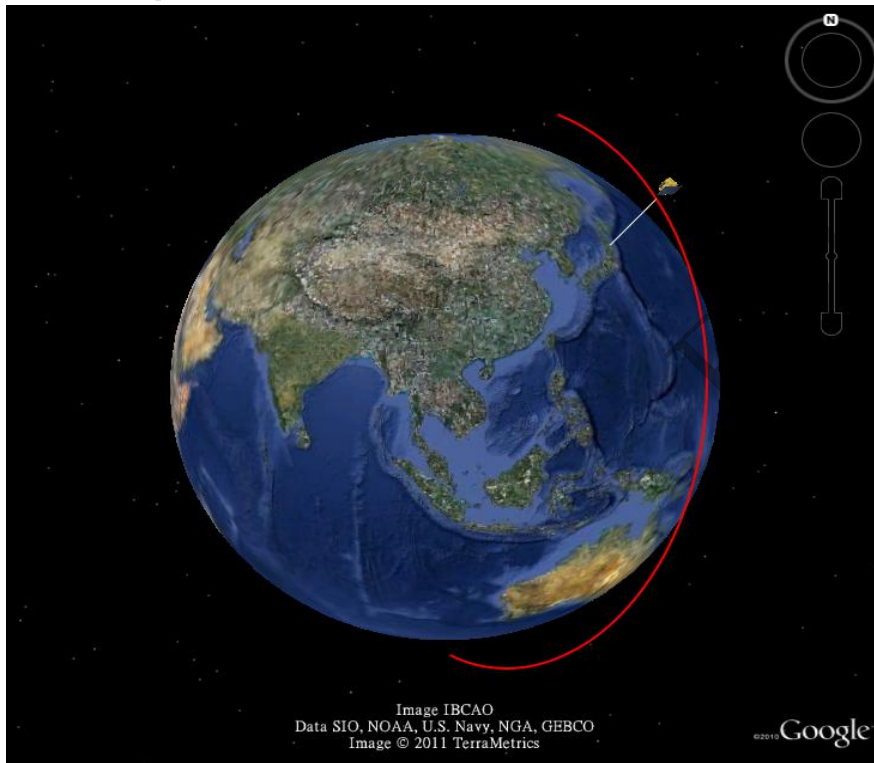 N
Image IBCAO
Data SIO, NOAA, U.S. Navy, NGA, GEBCO
Image © 2011 TerraMetrics
©2010 Google